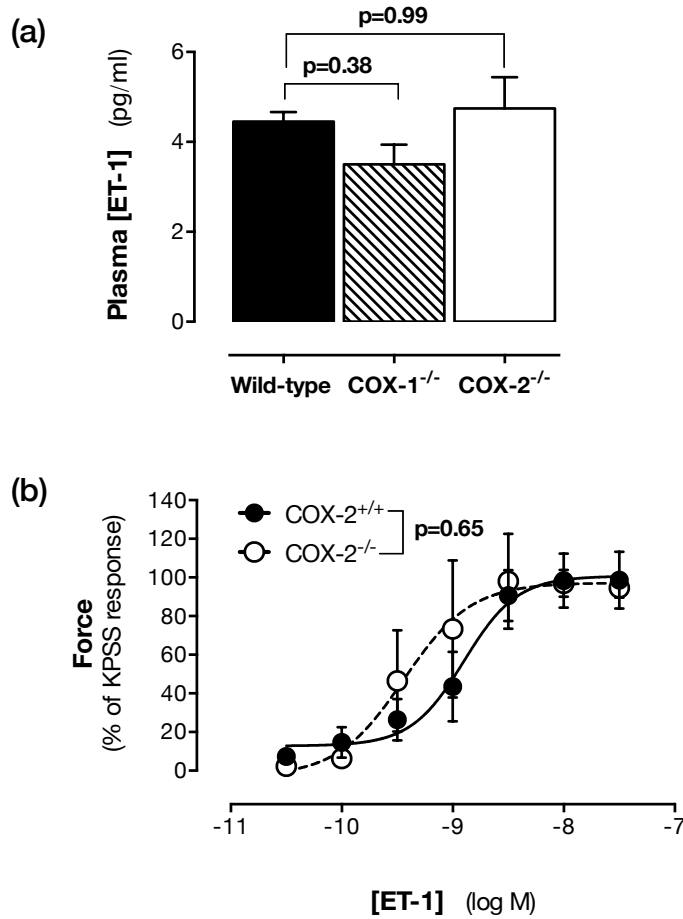 (a)
p=0.99
p=0.38
Plasma [ET-1] (pg/ml)
6
4
2
0
Wild-type COX-1-/- COX-2-/-
(b)
COX-2+/+
COX-2-/-
p=0.65
Force
(% of KPSS response)
140
120
100
80
60
40
20
0
-11 -10 -9 -8 -7
[ET-1] (log M)